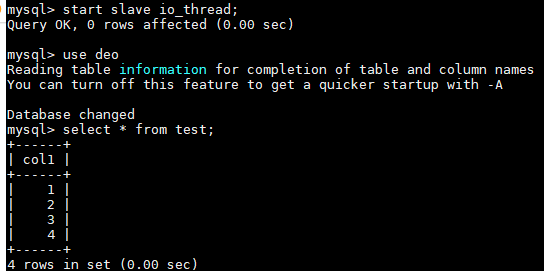 mysql> start slave io_thread;
Query OK, 0 rows affected (0.00 sec)
mysql> use deo
Reading table information for completion of table and column names
You can turn off this feature to get a quicker startup with -A
Database changed
mysql> select * from test;
+------+
| col1 |
+------+
|    1 |
|    2 |
|    3 |
|    4 |
+------+
4 rows in set (0.00 sec)